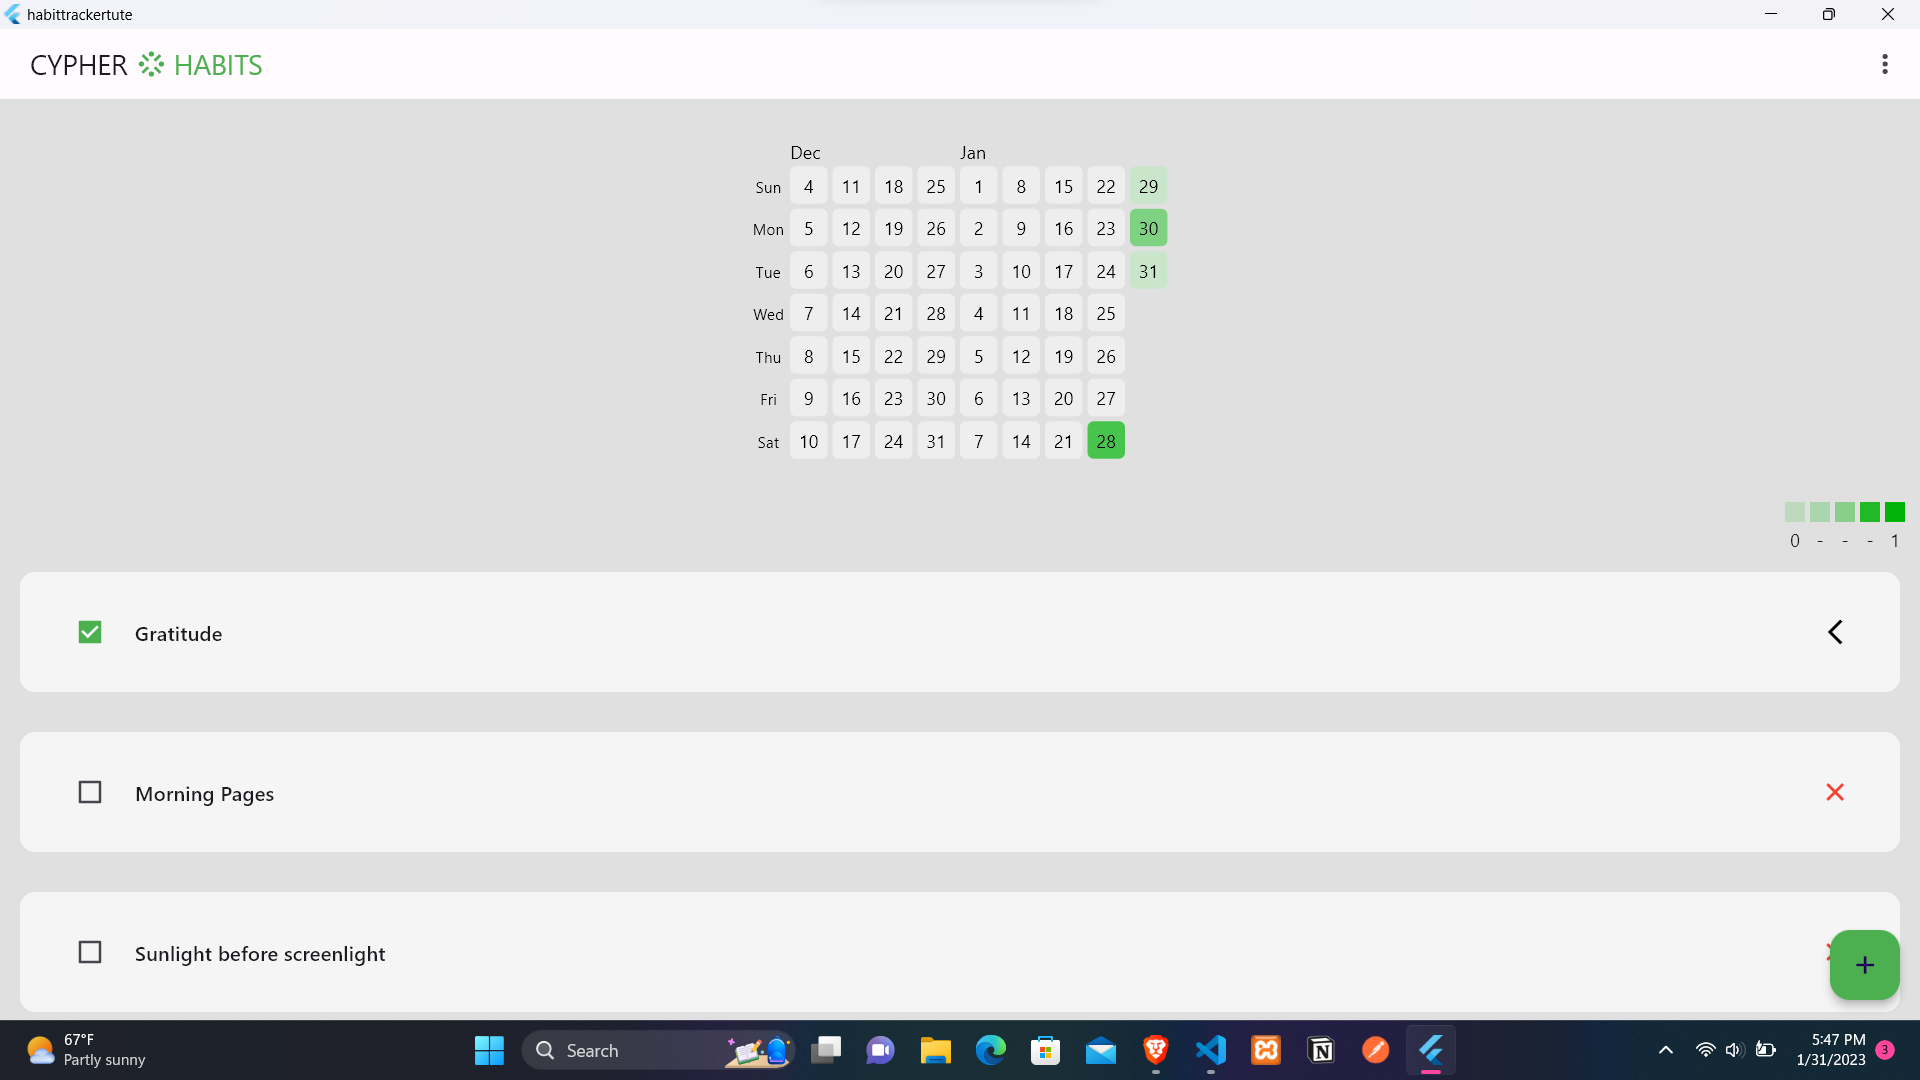 habittrackertute
CYPHER HABITS
Dec Jan
Sun 4 11 18 25 1 8 15 22 29
Mon 5 12 19 26 2 9 16 23 30
Tue 6 13 20 27 3 10 17 24 31
Wed 7 14 21 28 4 11 18 25
Thu 8 15 22 29 5 12 19 26
Fri 9 16 23 30 6 13 20 27
Sat 10 17 24 31 7 14 21 28
0 - - - 1
Gratitude
Morning Pages
Sunlight before screenlight
+
67°F
Partly sunny
Search
N
5:47 PM
1/31/2023
3